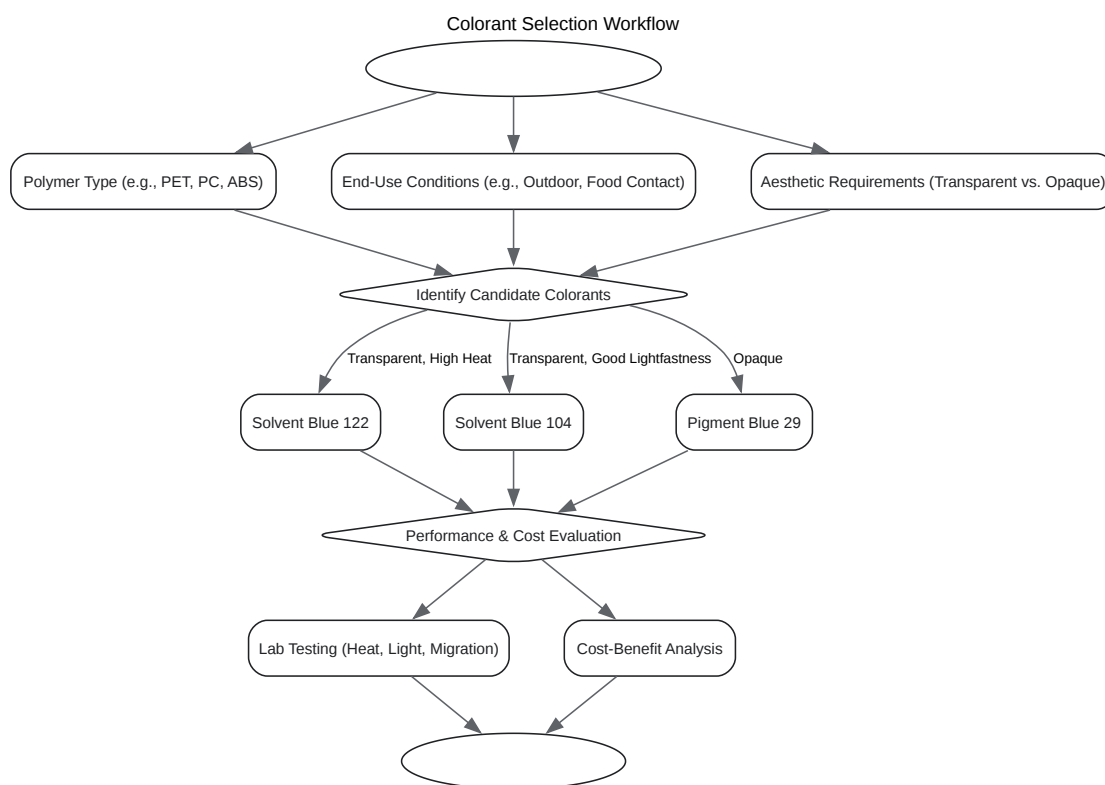 Colorant Selection Workflow
Polymer Type (e.g., PET, PC, ABS)
End-Use Conditions (e.g., Outdoor, Food Contact)
Aesthetic Requirements (Transparent vs. Opaque)
Identify Candidate Colorants
Transparent, High Heat
Transparent, Good Lightfastness
Opaque
Solvent Blue 122
Solvent Blue 104
Pigment Blue 29
Performance & Cost Evaluation
Lab Testing (Heat, Light, Migration)
Cost-Benefit Analysis